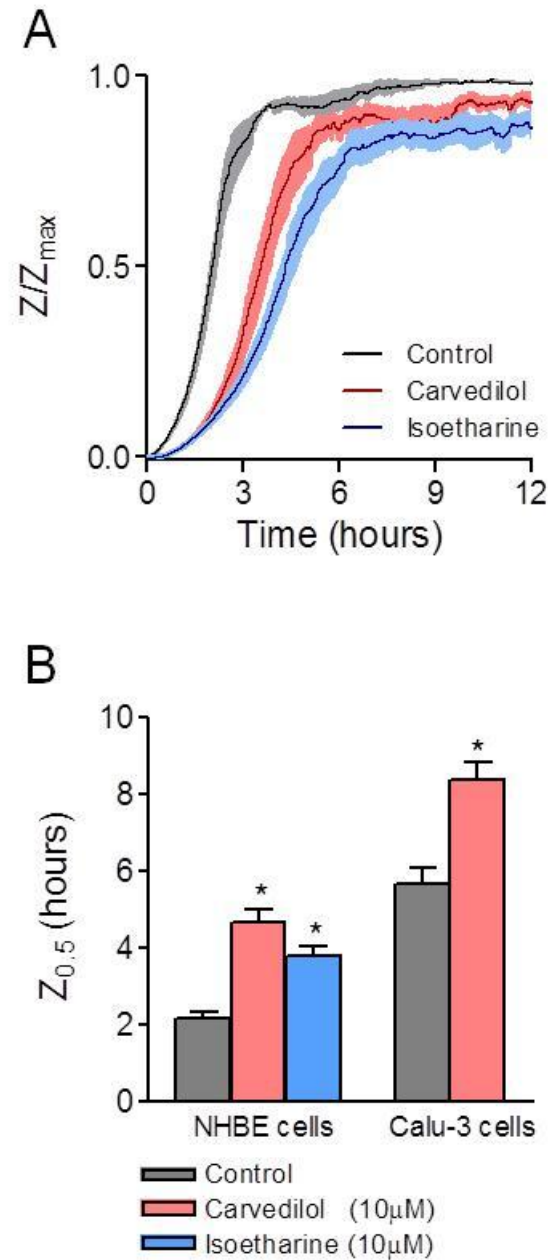 A
1.0
Z/Zmax
0.5
Control
Carvedilol
Isoetharine
0.0
0 3 6 9 12
Time (hours)
B
10
*
8
Z0.5 (hours)
6
*
*
4
2
0
NHBE cells Calu-3 cells
Control
Carvedilol (10µM)
Isoetharine (10µM)